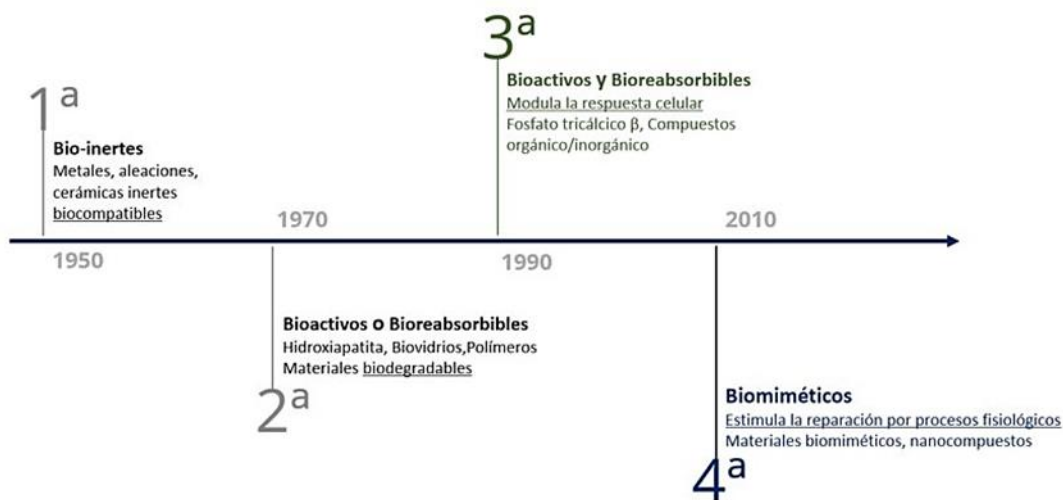 1ª
Bio-inertes
Metales, aleaciones,
cerámicas inertes
biocompatibles
1950
1970
2ª
Bioactivos o Bioreabsorbibles
Hidroxiapatita, Biovidrios,Polímeros
Materiales biodegradables
3ª
Bioactivos y Bioreabsorbibles
Modula la respuesta celular
Fosfato tricálcico β, Compuestos
orgánico/inorgánico
1990
2010
Biomiméticos
Estimula la reparación por procesos fisiológicos
Materiales biomiméticos, nanocompuestos
4ª